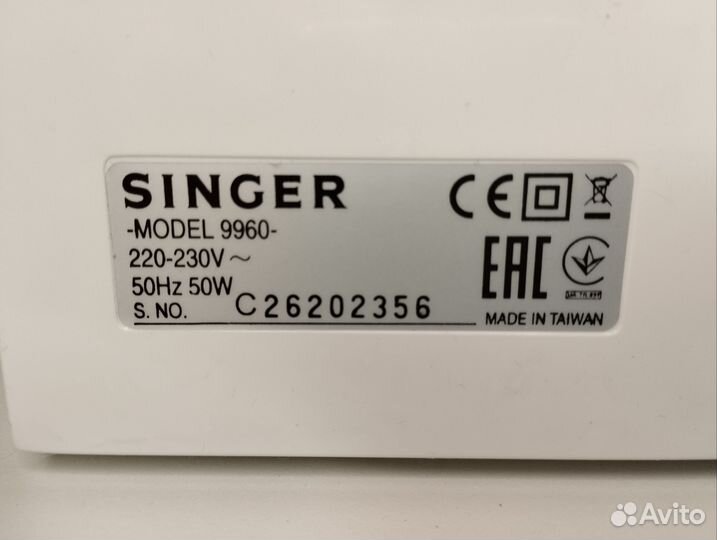 SINGER
-MODEL 9960-
220-230V ~
50Hz 50W
S. NO. C26202356
CE
EAC
MADE IN TAIWAN
Avito